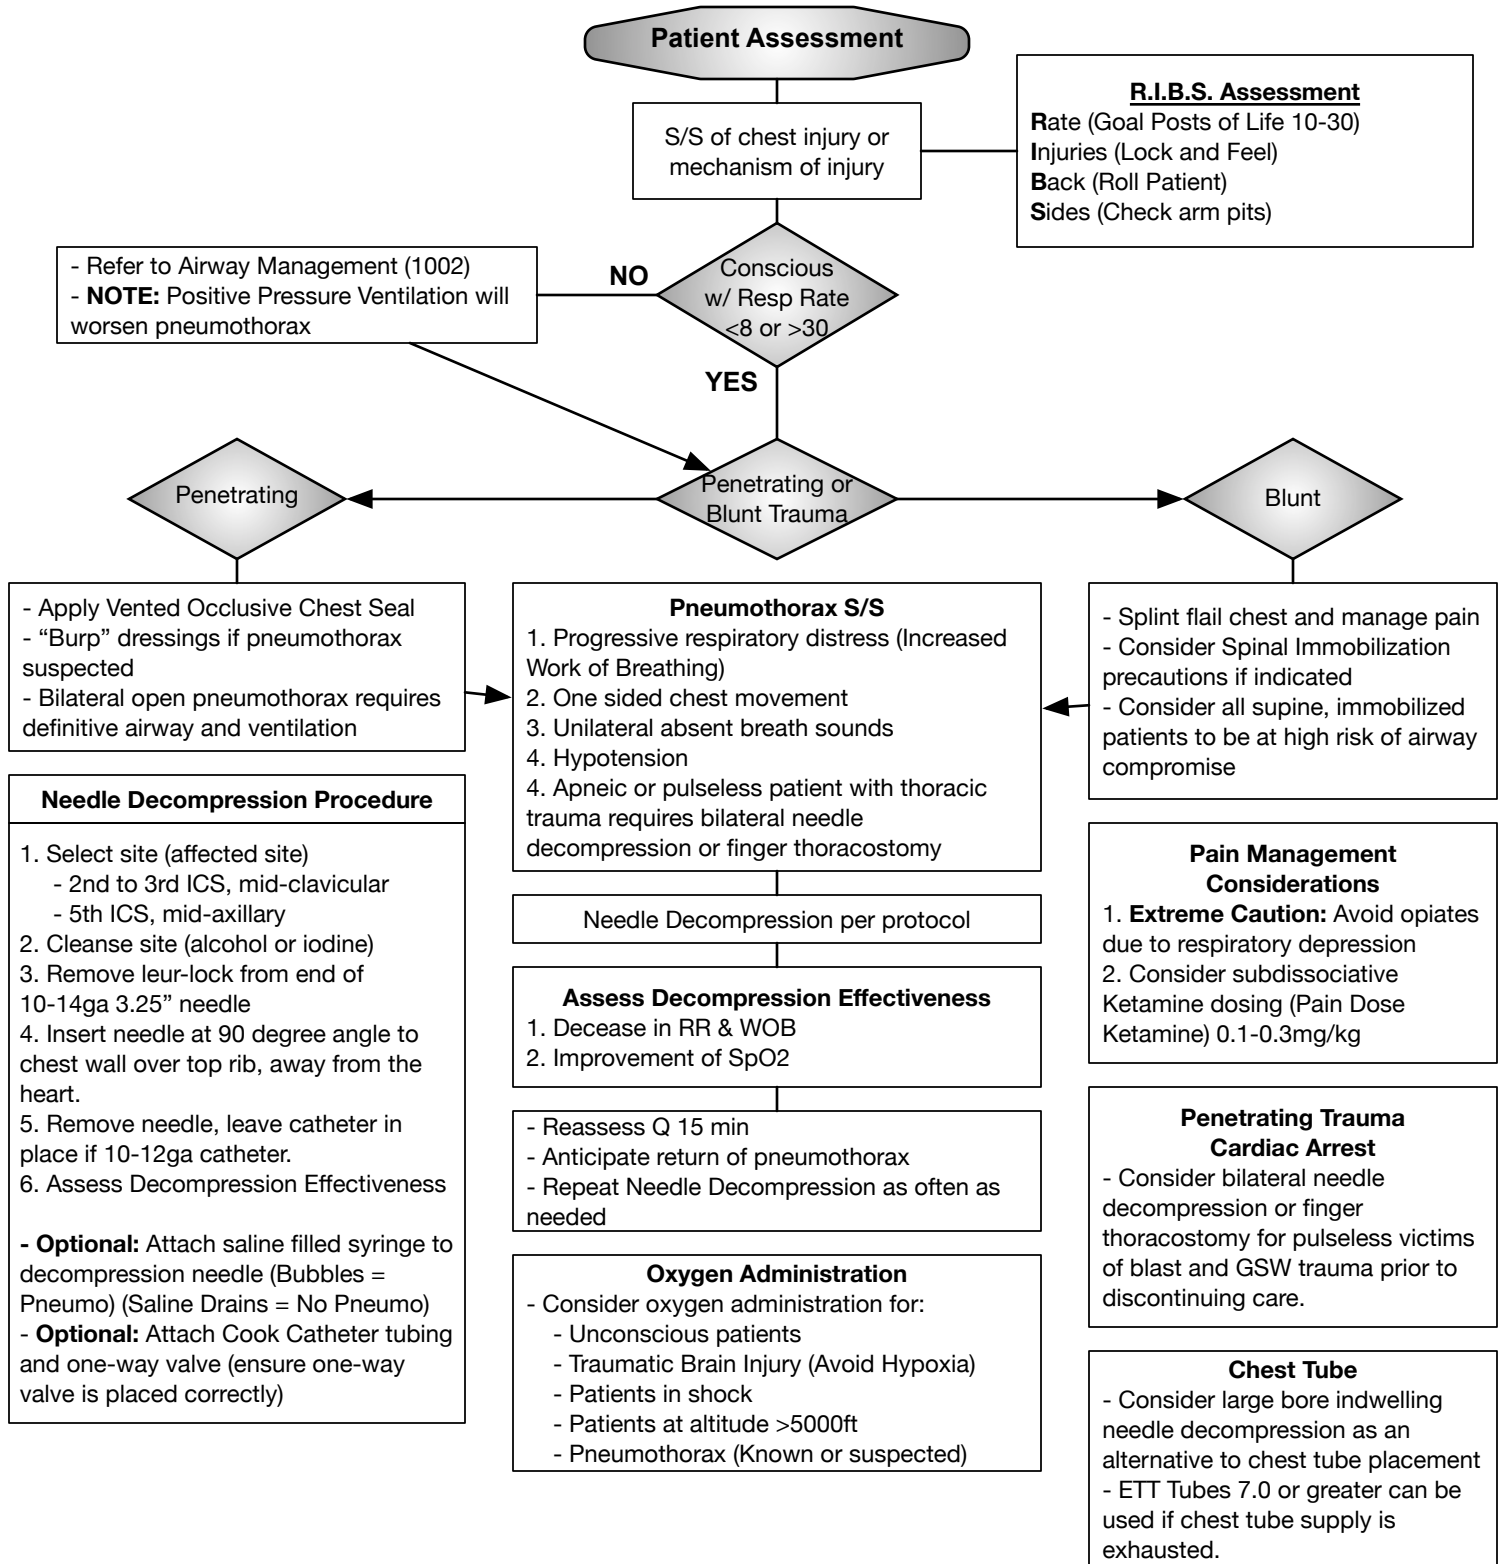 Patient Assessment
S/S of chest injury or
mechanism of injury
R.I.B.S. Assessment
Rate (Goal Posts of Life 10-30)
Injuries (Lock and Feel)
Back (Roll Patient)
Sides (Check arm pits)
- Refer to Airway Management (1002)
- NOTE: Positive Pressure Ventilation will
worsen pneumothorax
NO
Conscious
w/ Resp Rate
<8 or >30
YES
Penetrating
Penetrating or
Blunt Trauma
Blunt
- Apply Vented Occlusive Chest Seal
- “Burp” dressings if pneumothorax
suspected
- Bilateral open pneumothorax requires
definitive airway and ventilation
Pneumothorax S/S
1. Progressive respiratory distress (Increased
Work of Breathing)
2. One sided chest movement
3. Unilateral absent breath sounds
4. Hypotension
4. Apneic or pulseless patient with thoracic
trauma requires bilateral needle
decompression or finger thoracostomy
- Splint flail chest and manage pain
- Consider Spinal Immobilization
precautions if indicated
- Consider all supine, immobilized
patients to be at high risk of airway
compromise
Needle Decompression Procedure
1. Select site (affected site)
- 2nd to 3rd ICS, mid-clavicular
- 5th ICS, mid-axillary
2. Cleanse site (alcohol or iodine)
3. Remove leur-lock from end of
10-14ga 3.25” needle
4. Insert needle at 90 degree angle to
chest wall over top rib, away from the
heart.
5. Remove needle, leave catheter in
place if 10-12ga catheter.
6. Assess Decompression Effectiveness
- Optional: Attach saline filled syringe to
decompression needle (Bubbles =
Pneumo) (Saline Drains = No Pneumo)
- Optional: Attach Cook Catheter tubing
and one-way valve (ensure one-way
valve is placed correctly)
Needle Decompression per protocol
Assess Decompression Effectiveness
1. Decease in RR & WOB
2. Improvement of SpO2
- Reassess Q 15 min
- Anticipate return of pneumothorax
- Repeat Needle Decompression as often as
needed
Oxygen Administration
- Consider oxygen administration for:
- Unconscious patients
- Traumatic Brain Injury (Avoid Hypoxia)
- Patients in shock
- Patients at altitude >5000ft
- Pneumothorax (Known or suspected)
Pain Management
Considerations
1. Extreme Caution: Avoid opiates
due to respiratory depression
2. Consider subdissociative
Ketamine dosing (Pain Dose
Ketamine) 0.1-0.3mg/kg
Penetrating Trauma
Cardiac Arrest
- Consider bilateral needle
decompression or finger
thoracostomy for pulseless victims
of blast and GSW trauma prior to
discontinuing care.
Chest Tube
- Consider large bore indwelling
needle decompression as an
alternative to chest tube placement
- ETT Tubes 7.0 or greater can be
used if chest tube supply is
exhausted.